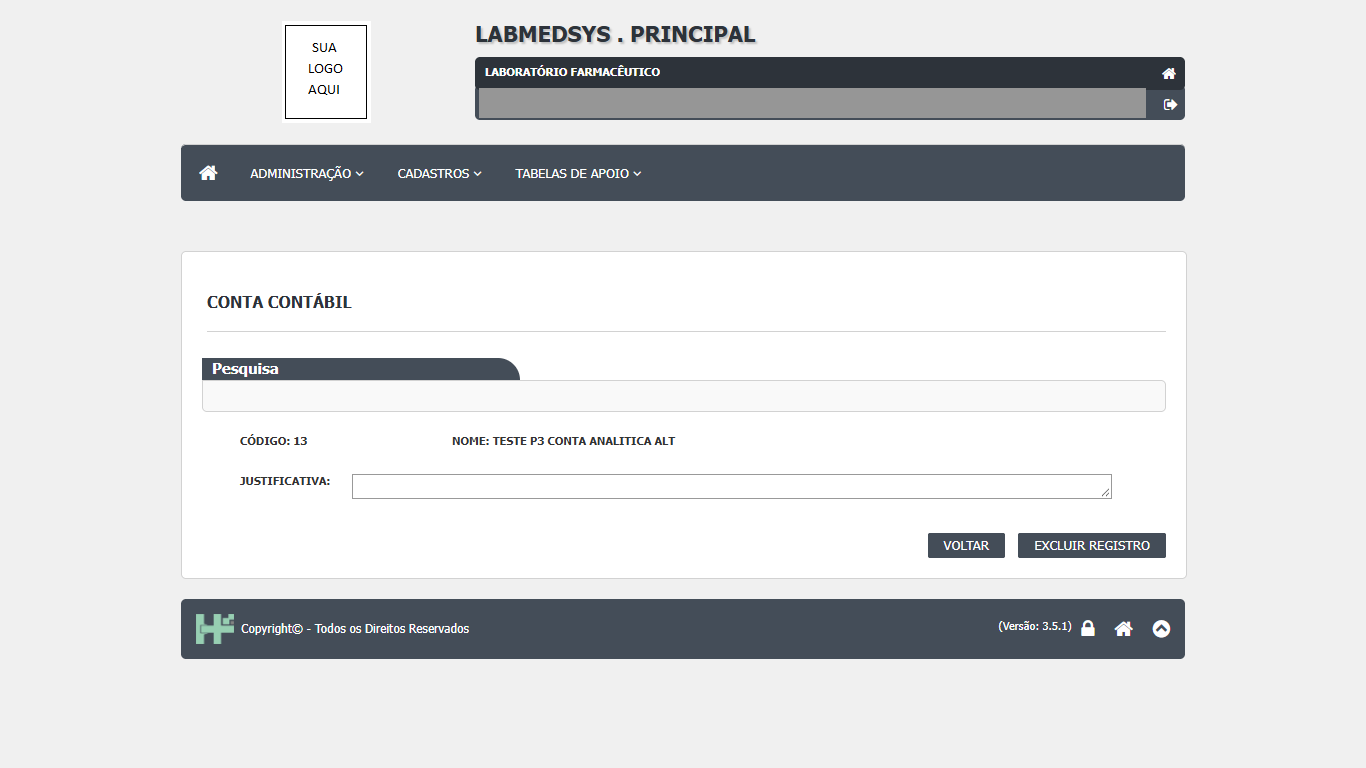 SUA
LOGO
AQUI
LABMEDSYS . PRINCIPAL
LABORATÓRIO FARMACÊUTICO
ADMINISTRAÇÃO
CADASTROS
TABELAS DE APOIO
CONTA CONTÁBIL
Pesquisa
CÓDIGO: 13
NOME: TESTE P3 CONTA ANALITICA ALT
JUSTIFICATIVA:
VOLTAR
EXCLUIR REGISTRO
Copyright© - Todos os Direitos Reservados
(Versão: 3.5.1)